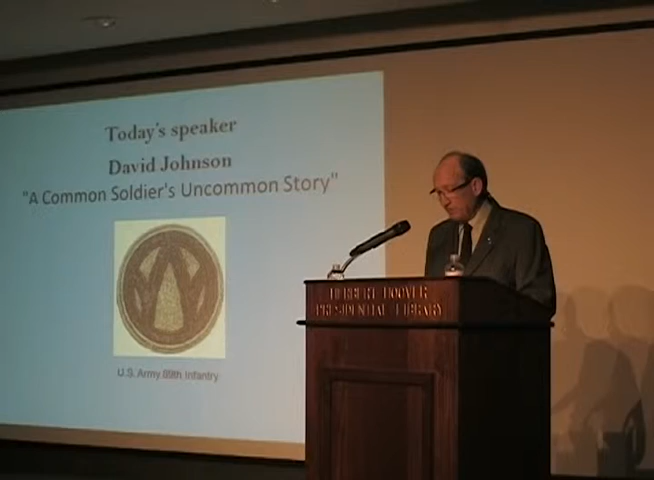 Today's speaker
David Johnson
"A Common Soldier's Uncommon Story"
U.S. Army 89th Infantry
HERBERT HOOVER
PRESIDENTIAL LIBRARY